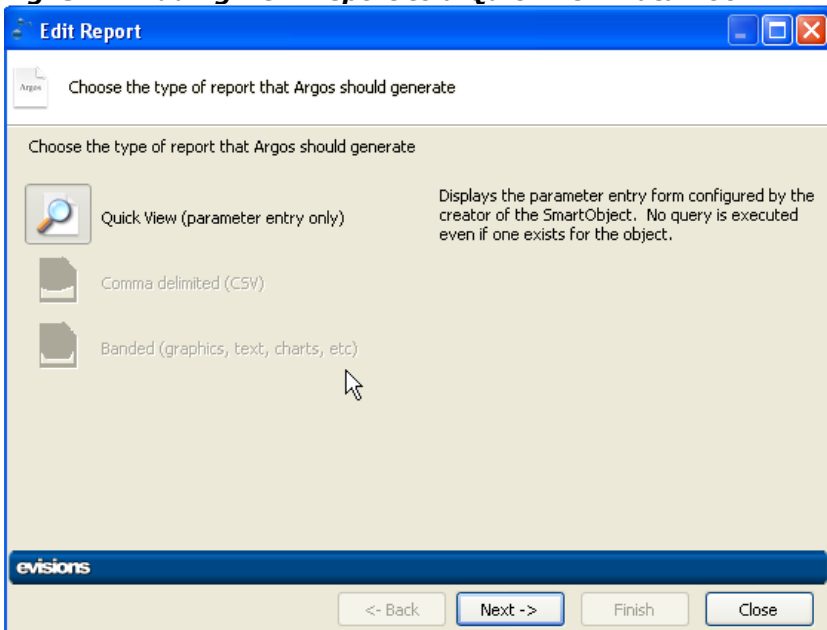 Edit Report
Argos
Choose the type of report that Argos should generate
Choose the type of report that Argos should generate
Quick View (parameter entry only)
Displays the parameter entry form configured by the
creator of the SmartObject. No query is executed
even if one exists for the object.
Comma delimited (CSV)
Banded (graphics, text, charts, etc)
evisions
<- Back
Next ->
Finish
Close